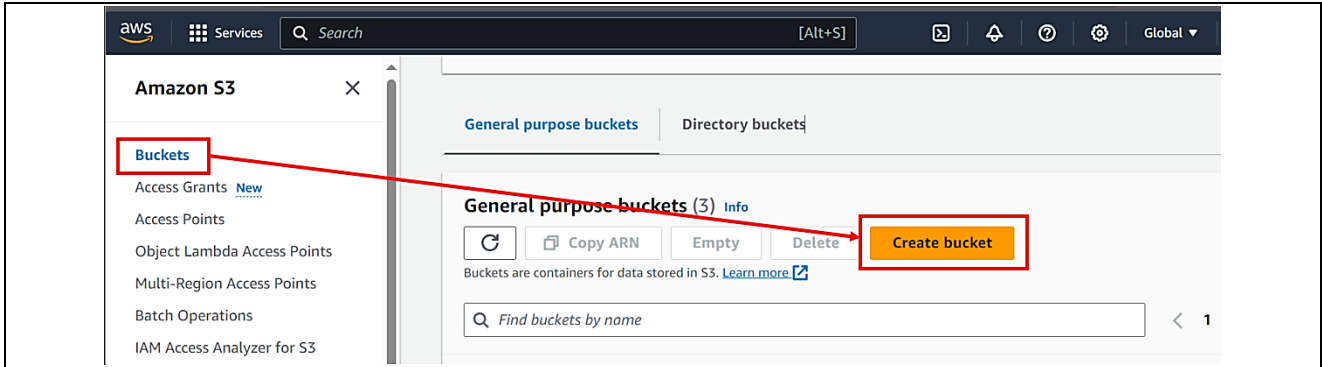 aws Services Search [Alt+S] Global
Amazon S3
Buckets
Access Grants New
Access Points
Object Lambda Access Points
Multi-Region Access Points
Batch Operations
IAM Access Analyzer for S3
General purpose buckets Directory buckets
General purpose buckets (3) Info
Copy ARN Empty Delete Create bucket
Buckets are containers for data stored in S3. Learn more
Find buckets by name 1